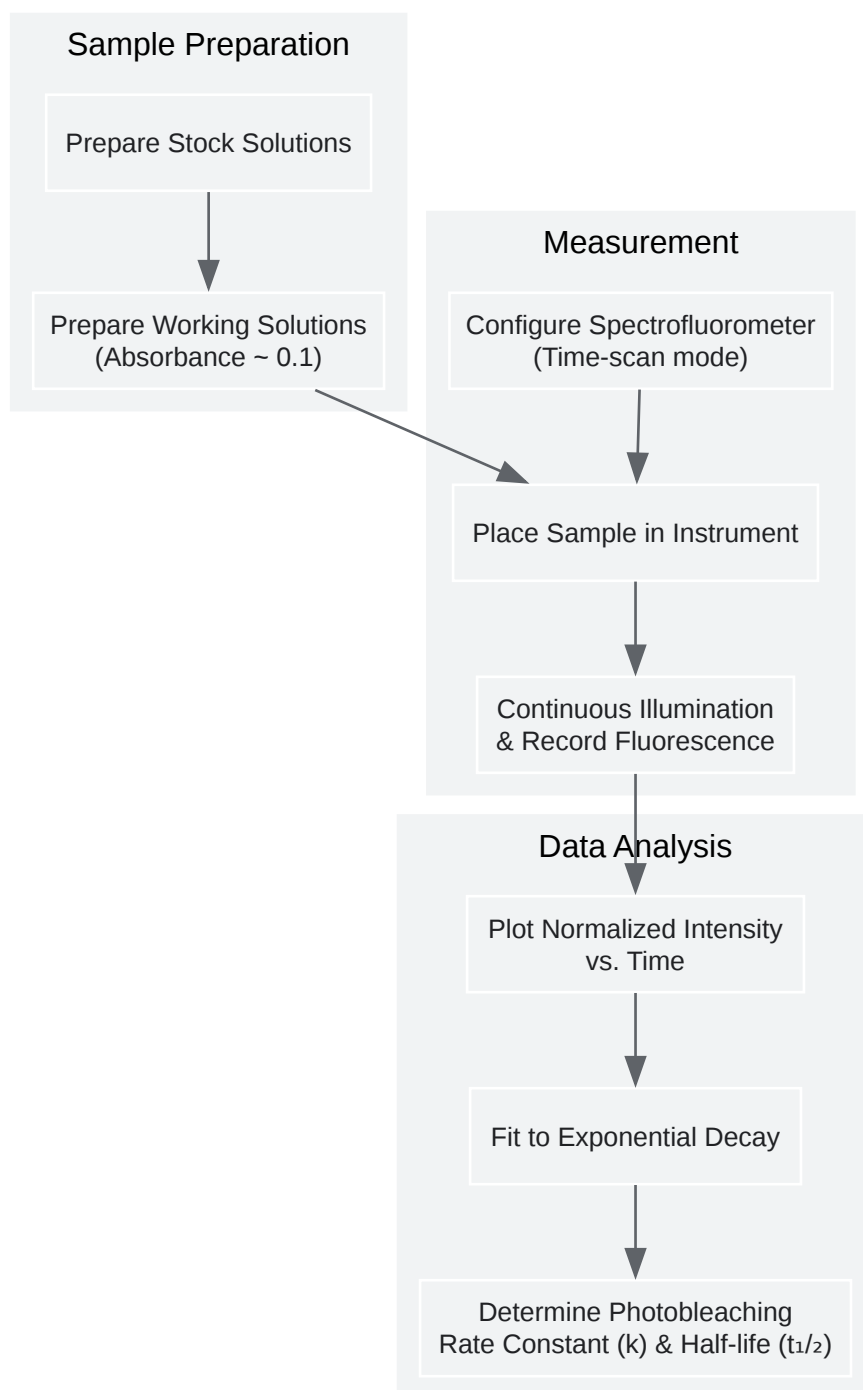 Sample Preparation
Prepare Stock Solutions
Prepare Working Solutions
(Absorbance ~ 0.1)
Measurement
Configure Spectrofluorometer
(Time-scan mode)
Place Sample in Instrument
Continuous Illumination
& Record Fluorescence
Data Analysis
Plot Normalized Intensity
vs. Time
Fit to Exponential Decay
Determine Photobleaching
Rate Constant (k) & Half-life (t₁/₂)